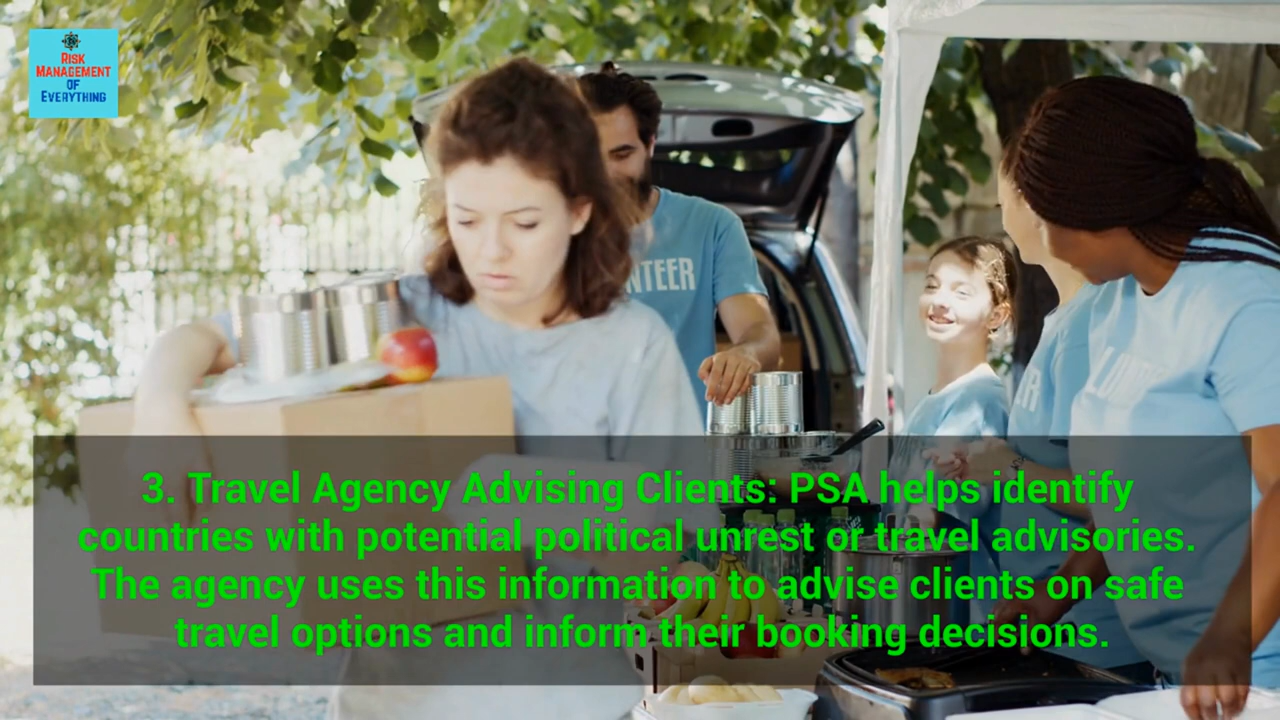 RISK
MANAGEMENT
OF
EVERYTHING
NTEER
3. Travel Agency Advising Clients: PSA helps identify
countries with potential political unrest or travel advisories.
The agency uses this information to advise clients on safe
travel options and inform their booking decisions.